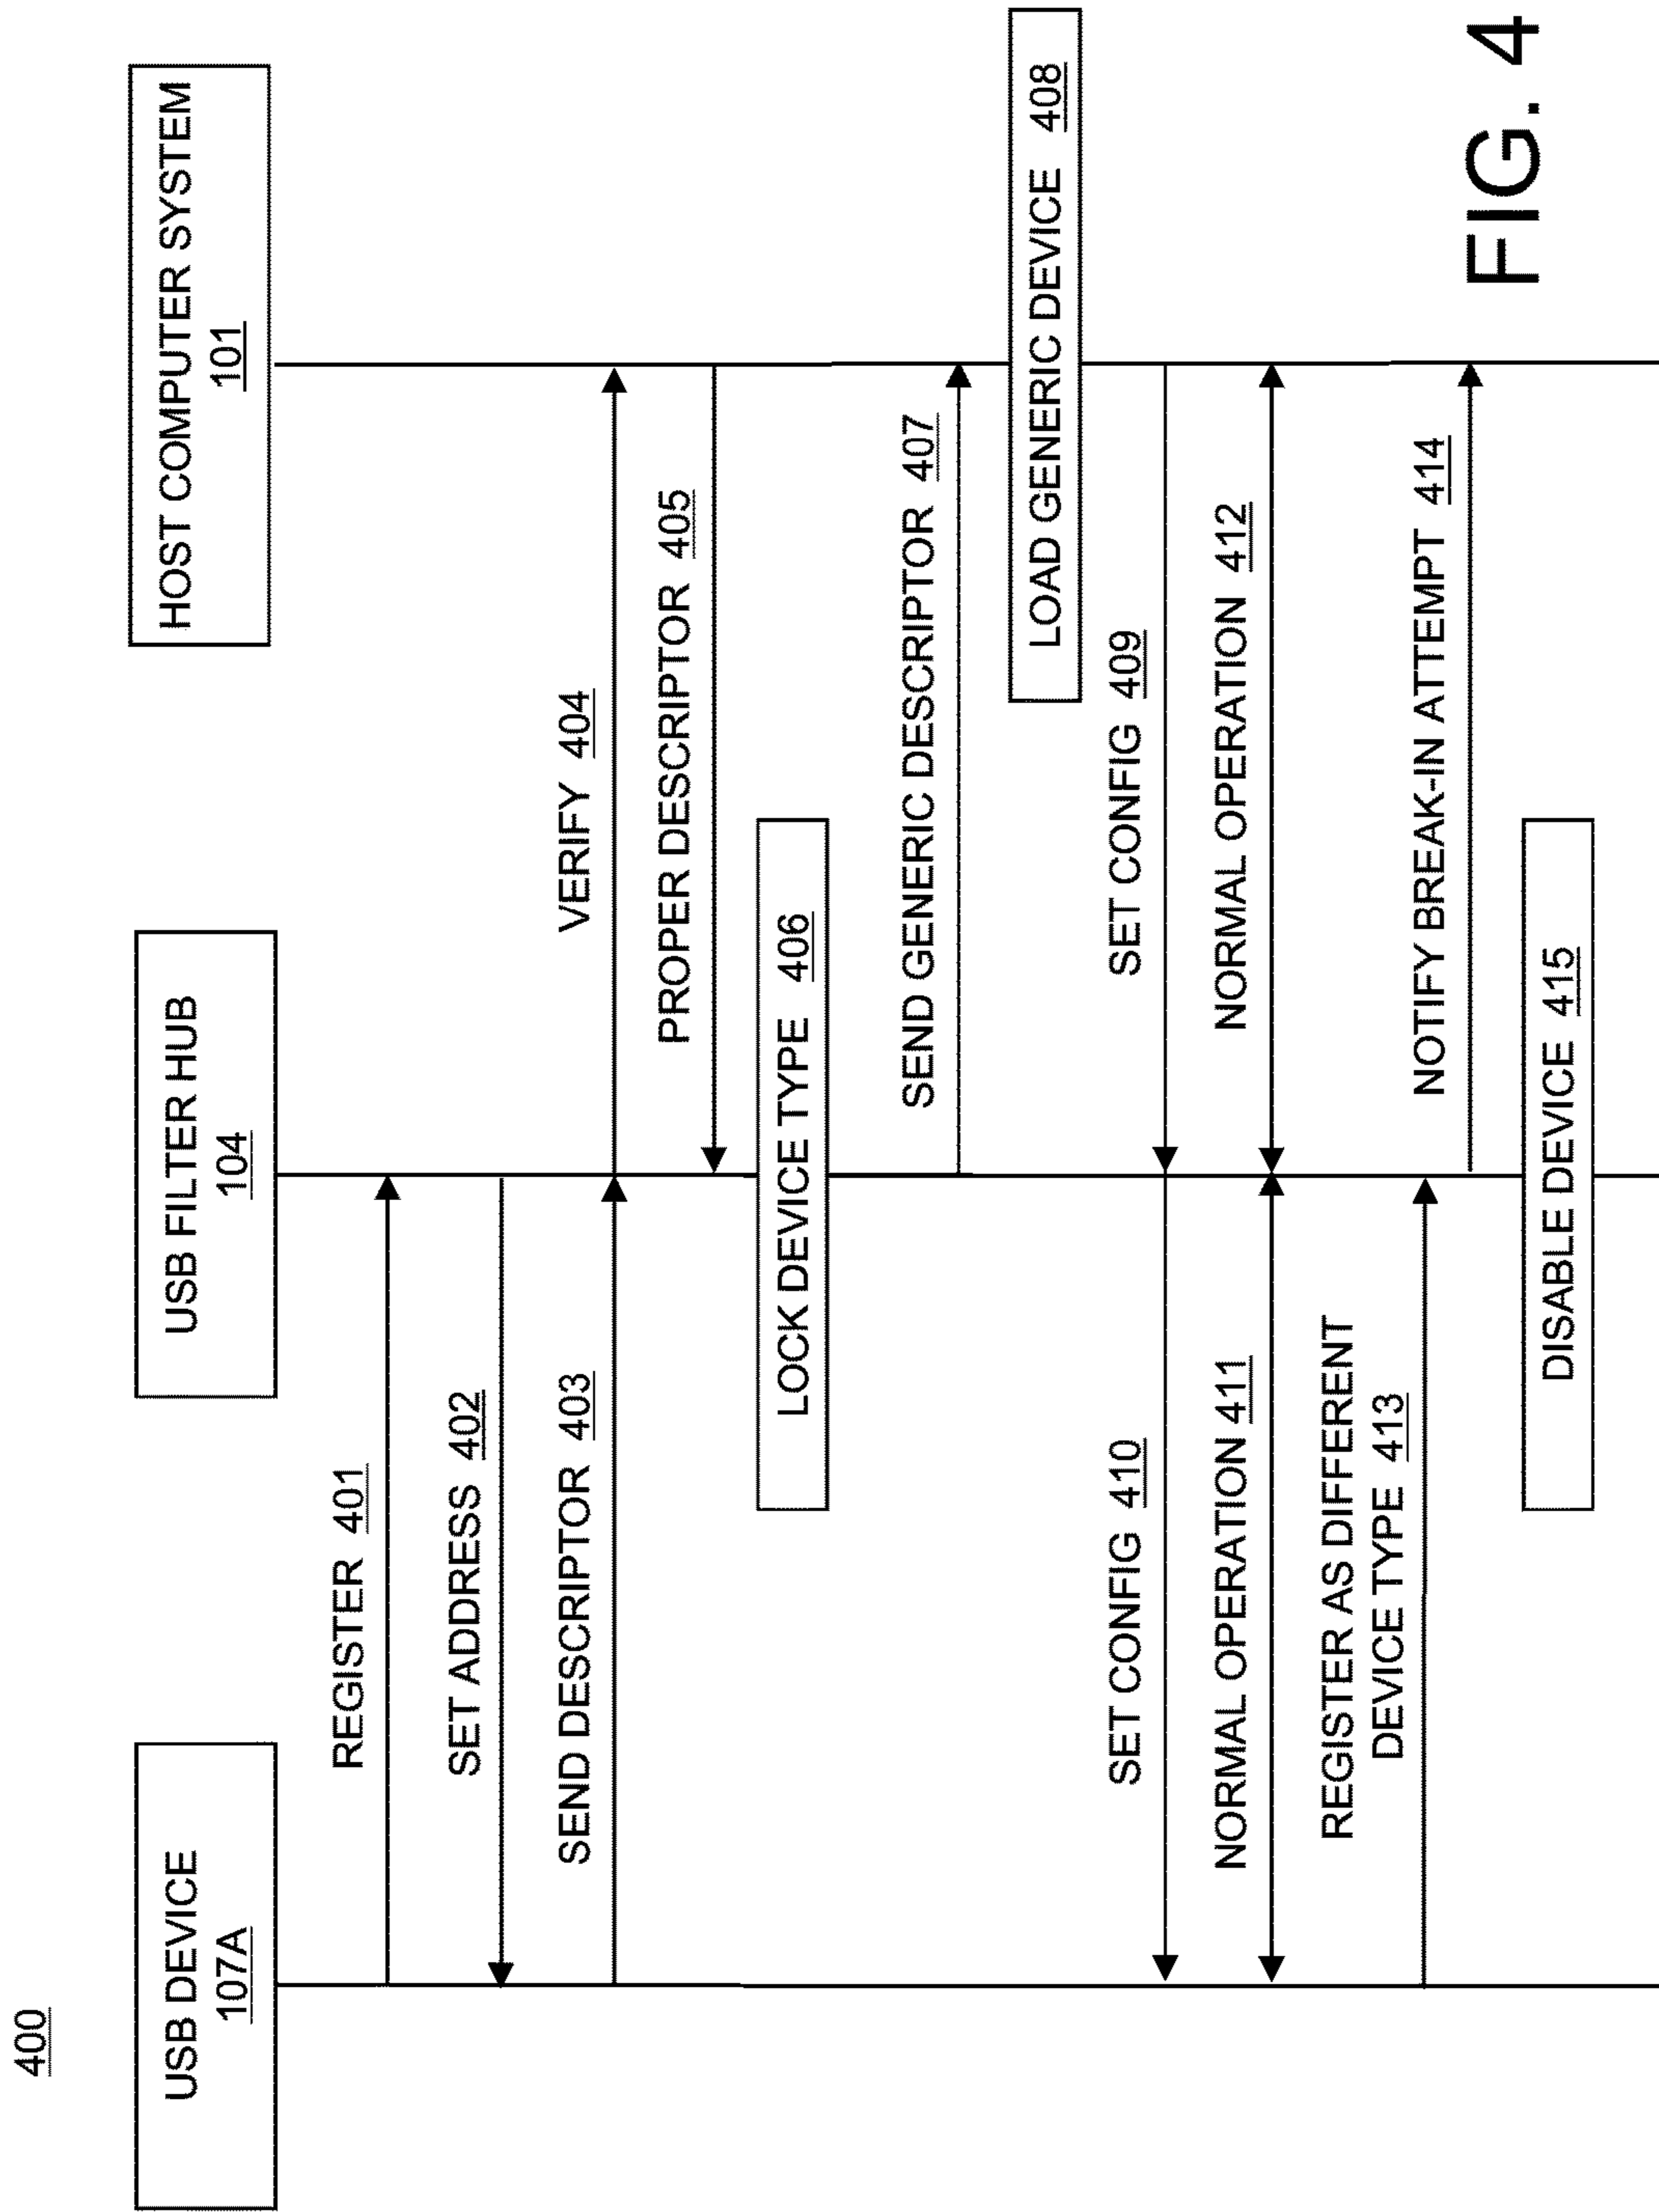 400
USB DEVICE
107A
USB FILTER HUB
104
HOST COMPUTER SYSTEM
101
REGISTER 401
SET ADDRESS 402
SEND DESCRIPTOR 403
VERIFY 404
PROPER DESCRIPTOR 405
LOCK DEVICE TYPE 406
SEND GENERIC DESCRIPTOR 407
LOAD GENERIC DEVICE 408
SET CONFIG 409
SET CONFIG 410
NORMAL OPERATION 411
NORMAL OPERATION 412
REGISTER AS DIFFERENT
DEVICE TYPE 413
NOTIFY BREAK-IN ATTEMPT 414
DISABLE DEVICE 415
FIG. 4